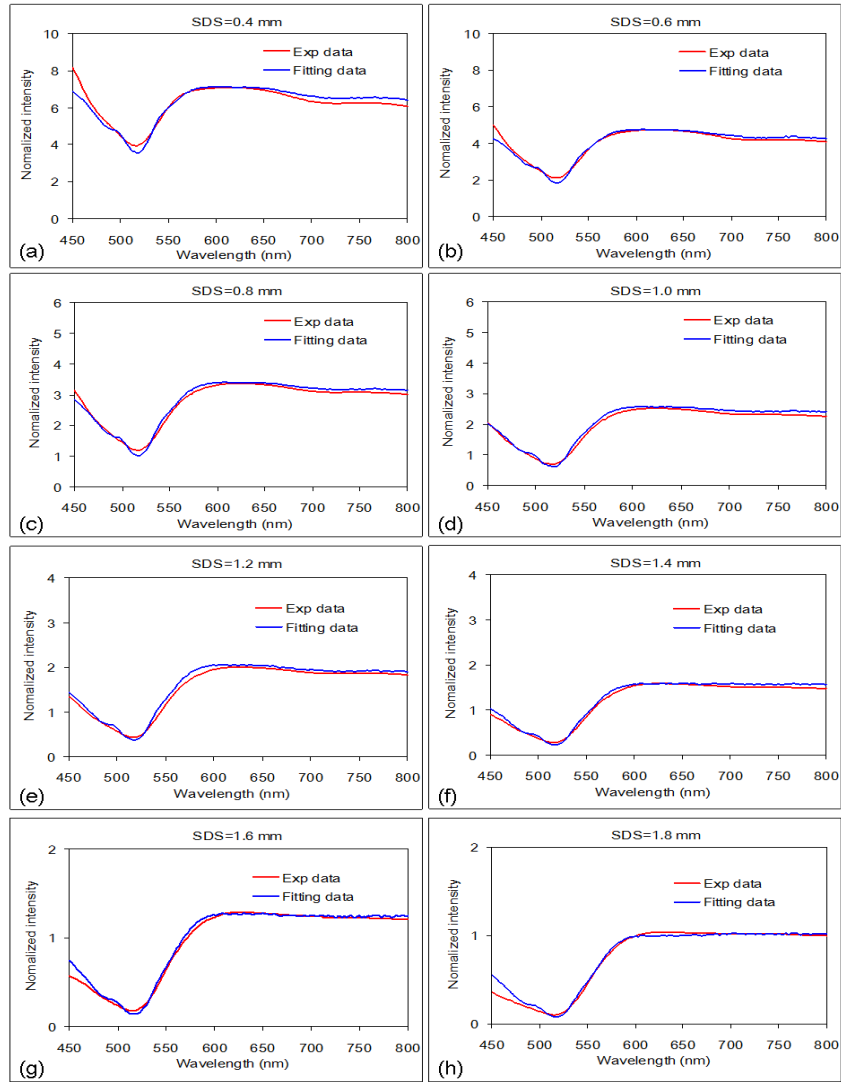 SDS=0.4 mm
10
8
6
4
2
0
Nomalized intensity
Exp data
Fitting data
450 500 550 600 650 700 750 800
(a)
Wavelength (nm)
SDS=0.6 mm
10
8
6
4
2
0
Nomalized intensity
Exp data
Fitting data
450 500 550 600 650 700 750 800
(b)
Wavelength (nm)
SDS=0.8 mm
6
5
4
3
2
1
0
Nomalized intensity
Exp data
Fitting data
450 500 550 600 650 700 750 800
(c)
Wavelength (nm)
SDS=1.0 mm
6
5
4
3
2
1
0
Nomalized intensity
Exp data
Fitting data
450 500 550 600 650 700 750 800
(d)
Wavelength (nm)
SDS=1.2 mm
4
3
2
1
0
Nomalized intensity
Exp data
Fitting data
450 500 550 600 650 700 750 800
(e)
Wavelength (nm)
SDS=1.4 mm
4
3
2
1
0
Nomalized intensity
Exp data
Fitting data
450 500 550 600 650 700 750 800
(f)
Wavelength (nm)
SDS=1.6 mm
2
1
0
Nomalized intensity
Exp data
Fitting data
450 500 550 600 650 700 750 800
(g)
Wavelength (nm)
SDS=1.8 mm
2
1
0
Nomalized intensity
Exp data
Fitting data
450 500 550 600 650 700 750 800
(h)
Wavelength (nm)